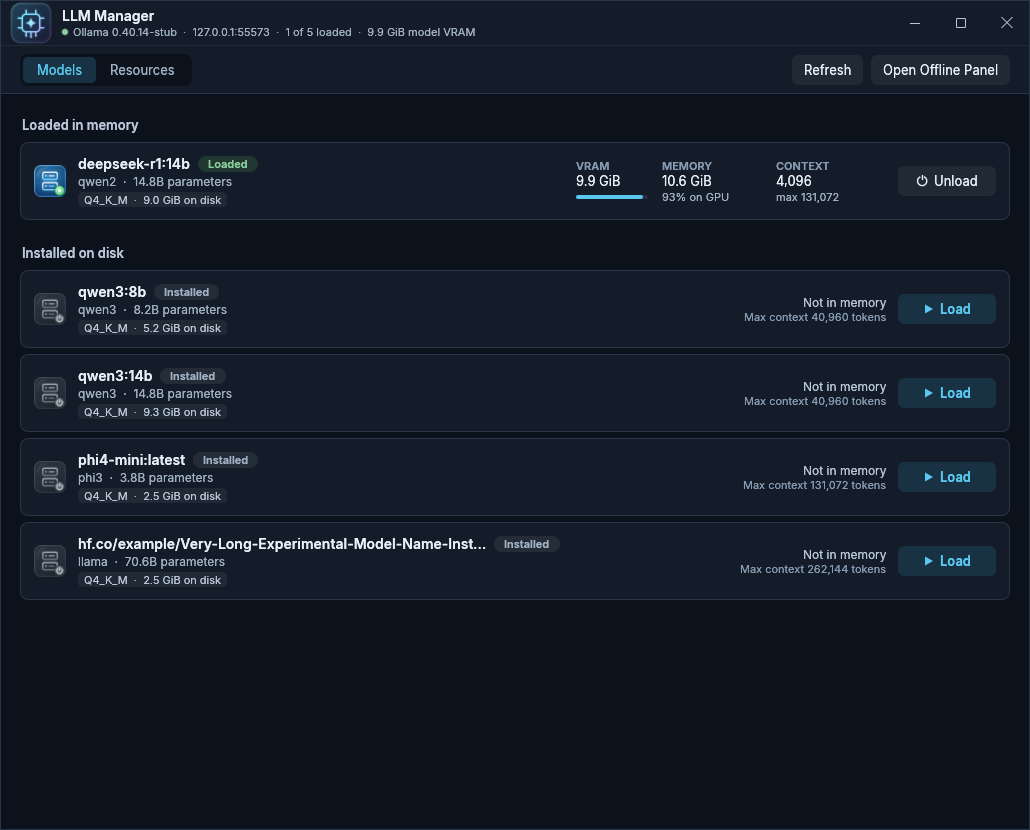 LLM Manager
Ollama 0.40.14-stub · 127.0.0.1:55573 · 1 of 5 loaded · 9.9 GiB model VRAM
Models Resources Refresh Open Offline Panel
Loaded in memory
deepseek-r1:14b Loaded
qwen2 · 14.8B parameters
Q4_K_M · 9.0 GiB on disk
VRAM MEMORY CONTEXT
9.9 GiB 10.6 GiB 4,096
93% on GPU max 131,072
Unload
Installed on disk
qwen3:8b Installed
qwen3 · 8.2B parameters
Q4_K_M · 5.2 GiB on disk
Not in memory
Max context 40,960 tokens
Load
qwen3:14b Installed
qwen3 · 14.8B parameters
Q4_K_M · 9.3 GiB on disk
Not in memory
Max context 40,960 tokens
Load
phi4-mini:latest Installed
phi3 · 3.8B parameters
Q4_K_M · 2.5 GiB on disk
Not in memory
Max context 131,072 tokens
Load
hf.co/example/Very-Long-Experimental-Model-Name-Inst... Installed
llama · 70.6B parameters
Q4_K_M · 2.5 GiB on disk
Not in memory
Max context 262,144 tokens
Load